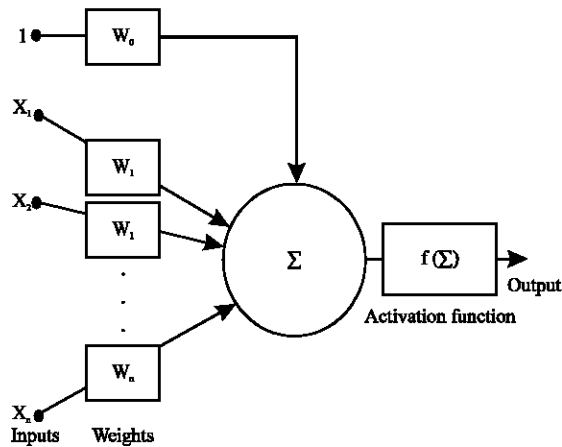 1
W₀
X₁
W₁
X₂
W₁
Σ
f (Σ)
Output
Activation function
Wₙ
Xₙ
Inputs
Weights